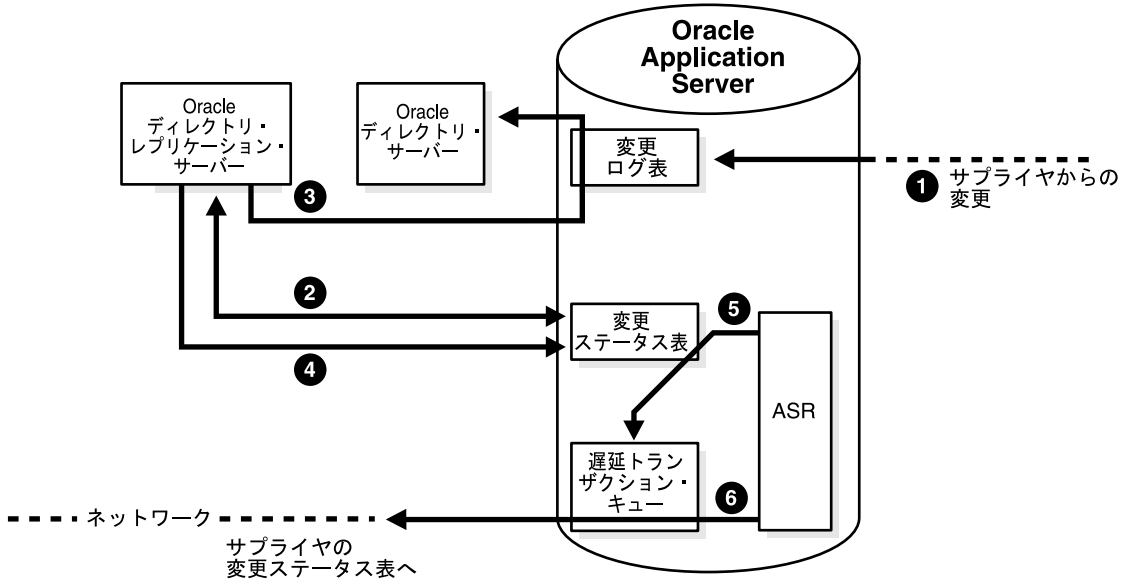 Oracle
Application
Server
Oracle
ディレクトリ・
レプリケーション・
サーバー
Oracle
ディレクトリ・
サーバー
変更
ログ表
1 サプライヤからの
変更
3
2
変更
ステータス表
5
4
ASR
遅延トラン
ザクション・
キュー
6
ネットワーク
サプライヤの
変更ステータス表へ